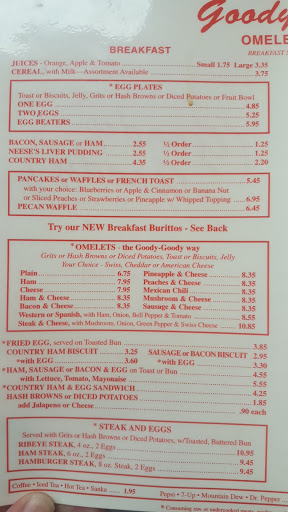 Goody
OMELE
BREAKFAST
BREAKFAST
JUICES - Orange, Apple & Tomato Small 1.75 Large 3.35
CEREAL, with Milk—Assortment Available 3.75
* EGG PLATES
Toast or Biscuits, Jelly, Grits or Hash Browns or Diced Potatoes or Fruit Bowl
ONE EGG 4.85
TWO EGGS 5.25
EGG BEATERS 5.95
BACON, SAUSAGE or HAM 2.55 ½ Order 1.25
NEESE'S LIVER PUDDING 2.55 ½ Order 1.25
COUNTRY HAM 4.35 ½ Order 2.20
PANCAKES or WAFFLES or FRENCH TOAST 5.45
with your choice: Blueberries or Apple & Cinnamon or Banana Nut
or Sliced Peaches or Strawberries or Pineapple w/ Whipped Topping 6.95
PECAN WAFFLE 6.45
Try our NEW Breakfast Burittos - See Back
*OMELETS - the Goody-Goody way
Grits or Hash Browns or Diced Potatoes, Toast or Biscuits, Jelly
Your Choice - Swiss, Cheddar or American Cheese
Plain 6.75 Pineapple & Cheese 8.35
Ham 7.95 Peaches & Cheese 8.35
Cheese 7.95 Mexican Chili 8.35
Ham & Cheese 8.35 Mushroom & Cheese 8.35
Bacon & Cheese 8.35 Sausage & Cheese 8.35
Western or Spanish, with Ham, Onion, Bell Pepper & Tomato 8.55
Steak & Cheese, with Mushroom, Onion, Green Pepper & Swiss Cheese 10.85
*FRIED EGG, served on Toasted Bun 3.85
COUNTRY HAM BISCUIT 3.25 SAUSAGE or BACON BISCUIT 2.95
*with EGG 3.60 *with EGG 3.30
*HAM, SAUSAGE or BACON & EGG on Toast or Bun 4.55
with Lettuce, Tomato, Mayonaise 5.55
*COUNTRY HAM & EGG SANDWICH 4.25
HASH BROWNS or DICED POTATOES 1.85
add Jalapenos or Cheese .90 each
* STEAK AND EGGS
Served with Grits or Hash Browns or Diced Potatoes, w/Toasted, Buttered Bun
RIBEYE STEAK, 4 oz., 2 Eggs 10.95
HAM STEAK, 6 oz., 2 Eggs 9.45
HAMBURGER STEAK, 8 oz. Steak, 2 Eggs 9.45
Coffee • Iced Tea • Hot Tea • Sanka 1.95
Pepsi • 7-Up • Mountain Dew • Dr. Pepper
* Consuming raw or undercooked meats,